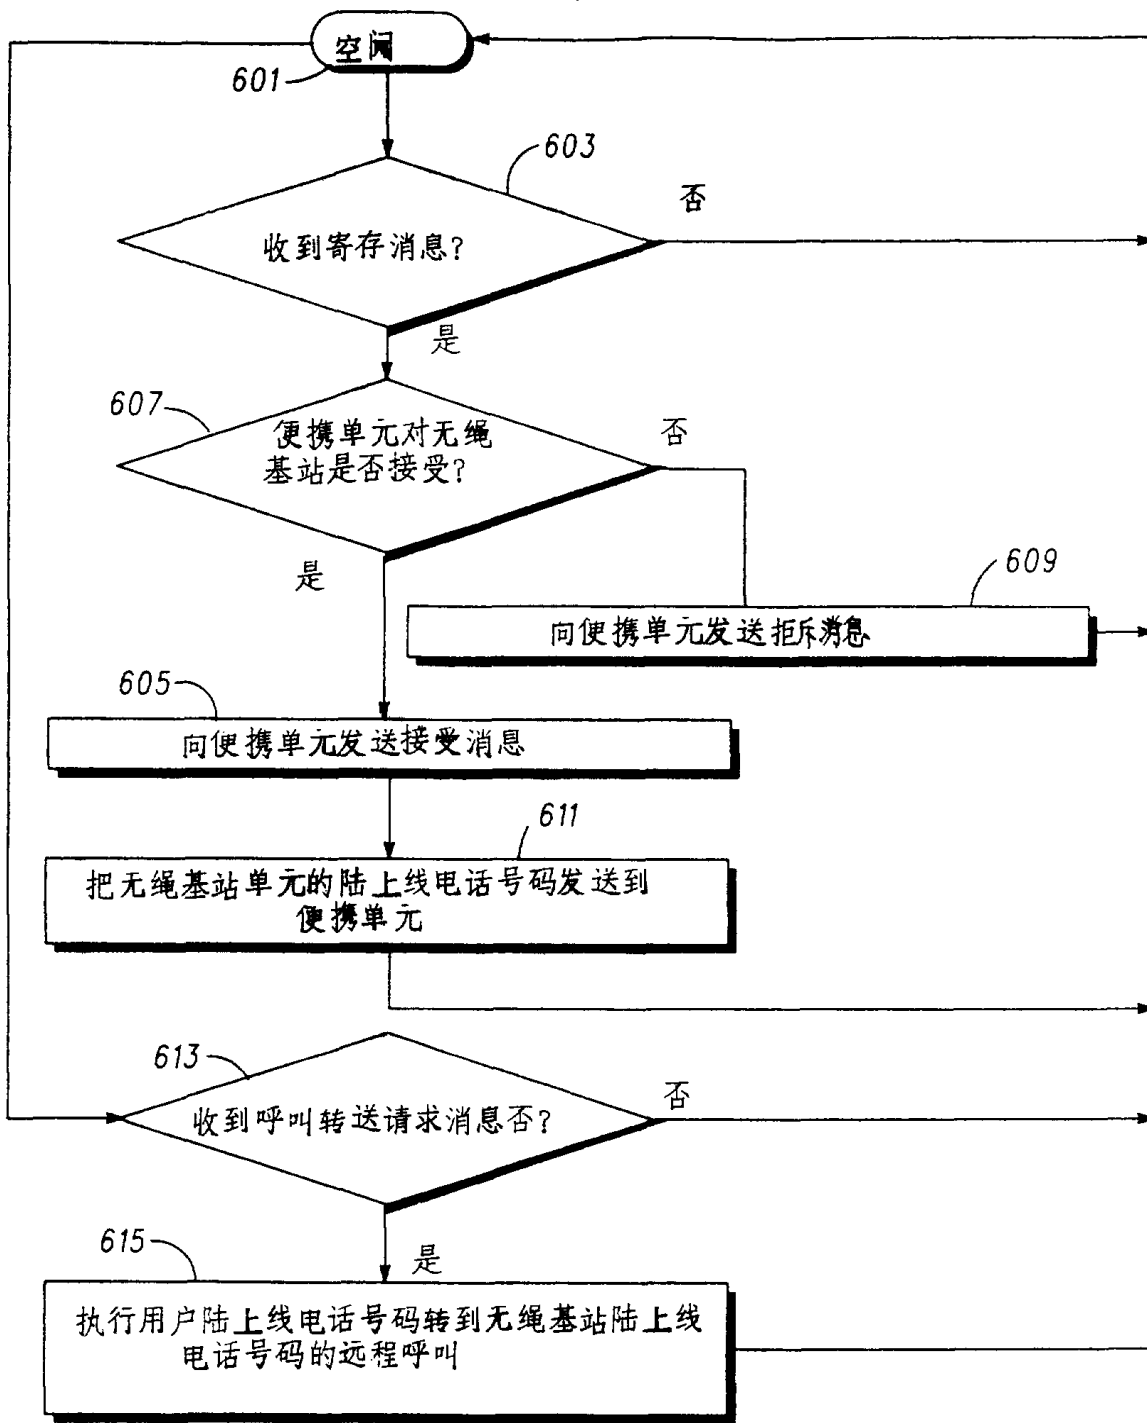 空闲
601
603
否
收到寄存消息?
是
607
便携单元对无绳
基站是否接受?
否
是
609
向便携单元发送拒斥消息
605
向便携单元发送接受消息
611
把无绳基站单元的陆上线电话号码发送到
便携单元
613
否
收到呼叫转送请求消息否?
615
是
执行用户陆上线电话号码转到无绳基站陆上线
电话号码的远程呼叫